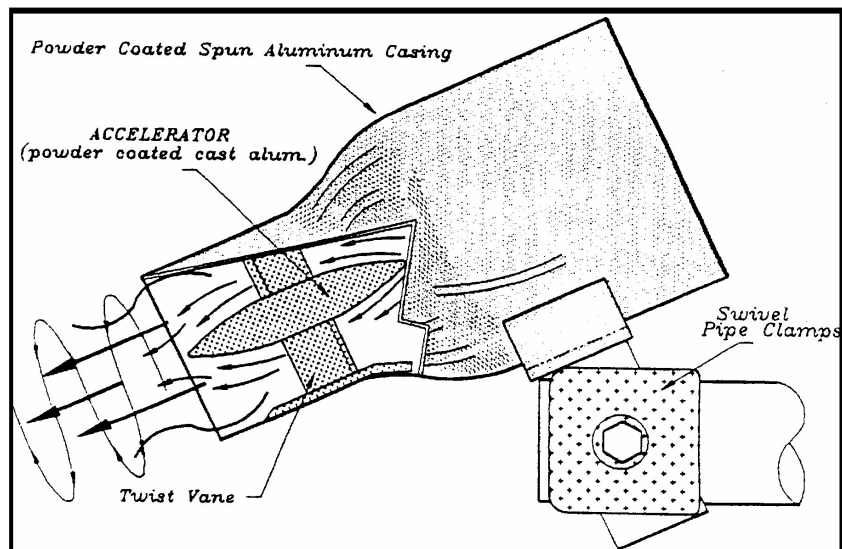 Powder Coated Spun Aluminum Casing
ACCELERATOR
(powder coated cast alum.)
Swivel
Pipe Clamps
Twist Vane